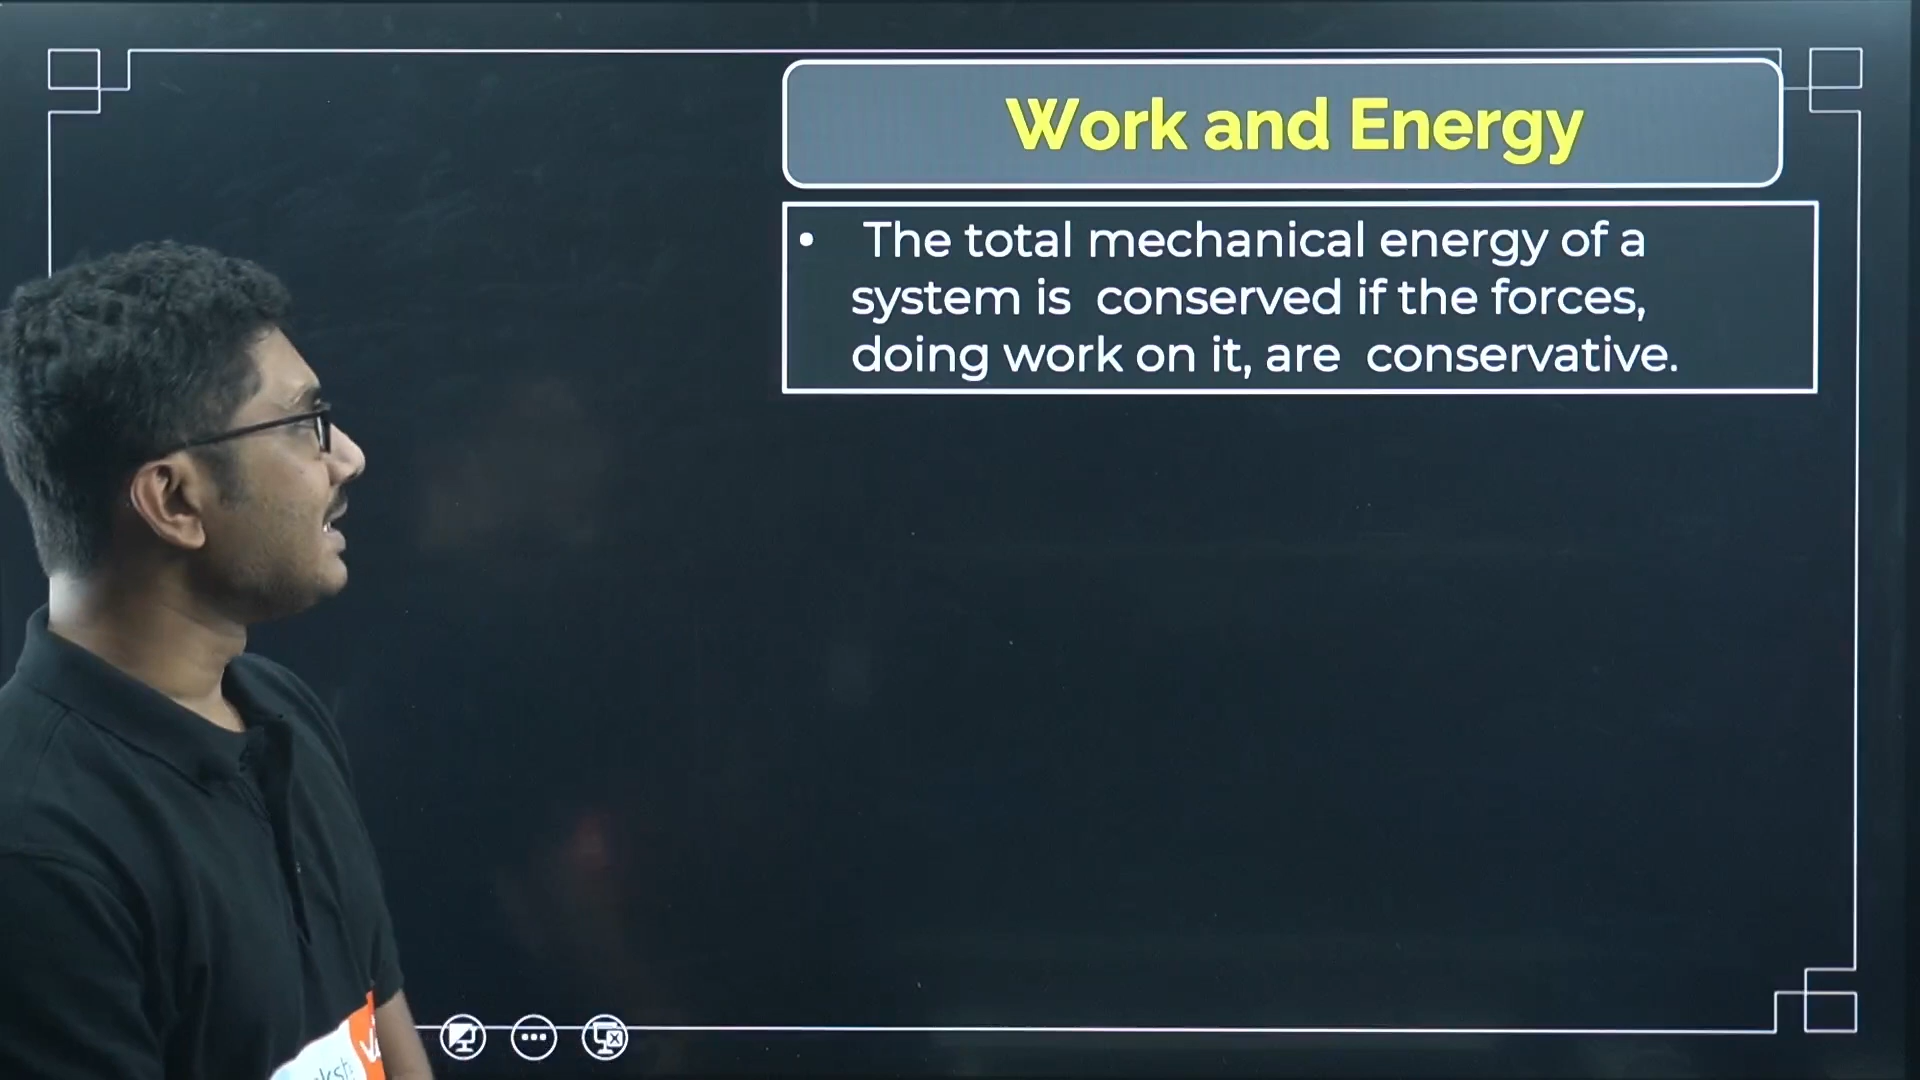 Work and Energy
• The total mechanical energy of a
system is conserved if the forces,
doing work on it, are conservative.